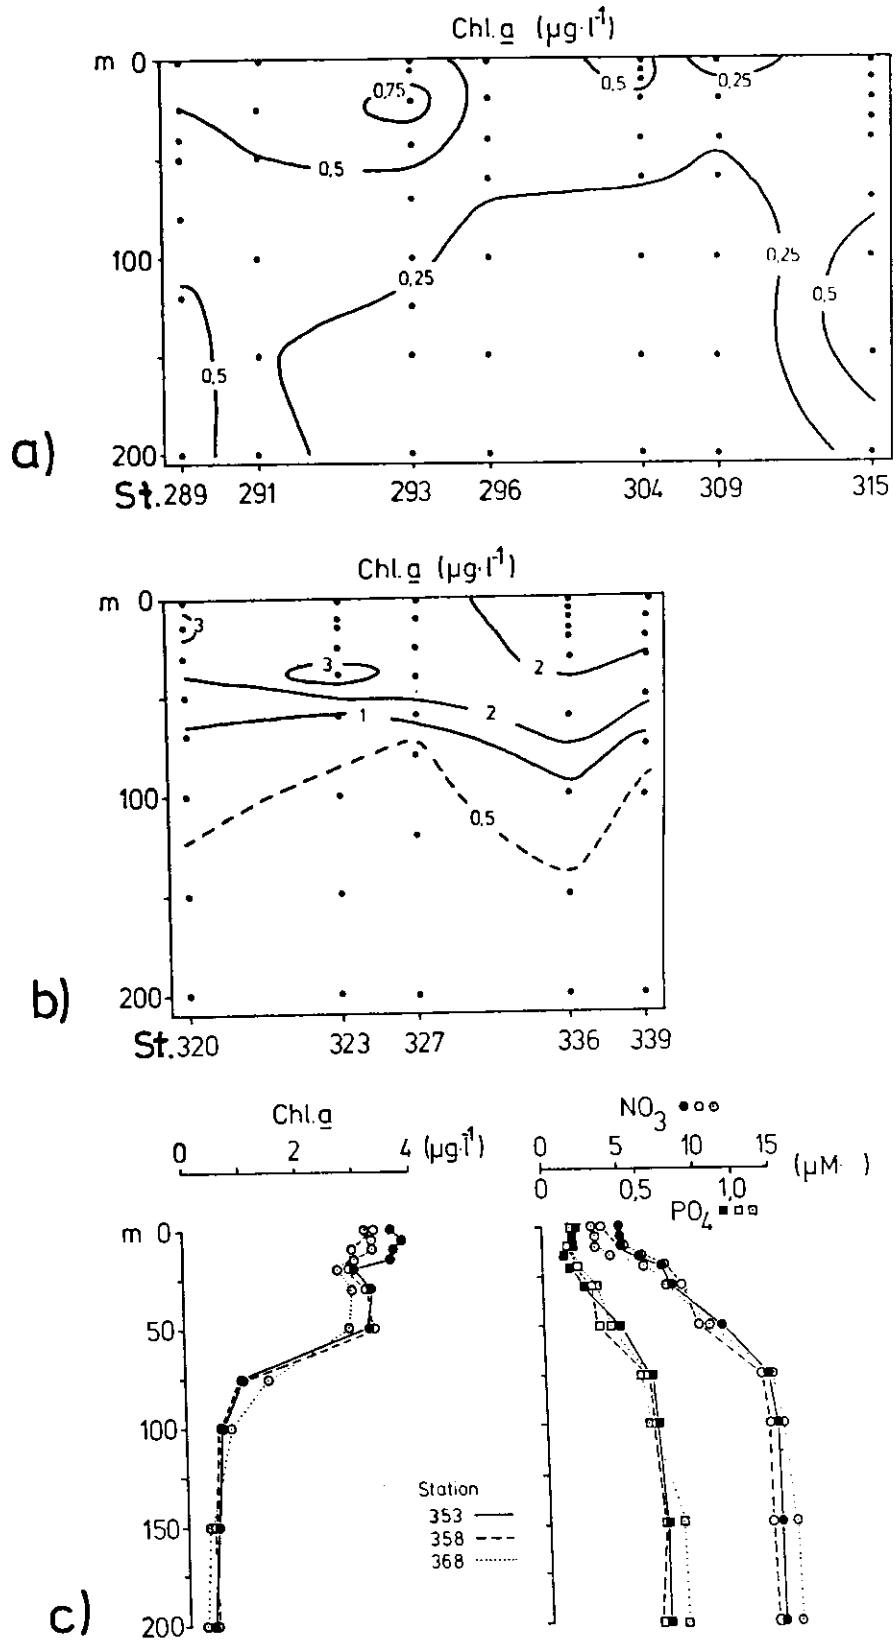 Chl. a (µg·l⁻¹)
m 0
0,75
0,5
0,25
0,5
100
0,25
0,25
0,5
0,5
200
a)
St. 289 291 293 296 304 309 315
Chl. a (µg·l⁻¹)
m 0
3
3
2
2
1
100
0,5
200
b)
St. 320 323 327 336 339
Chl. a
0 2 4 (µg·l⁻¹)
NO3
0 5 10 15 (µM· )
0 0,5 1,0
PO4
m 0
50
100
150
200
Station
353
358
368
c)